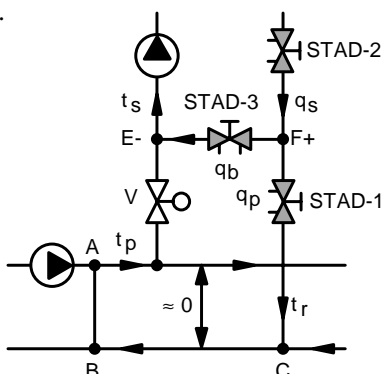 .
STAD-2
t s
STAD-3
q s
E-
F+
q b
V
q p
STAD-1
A
t p
≈ 0
t r
B
C